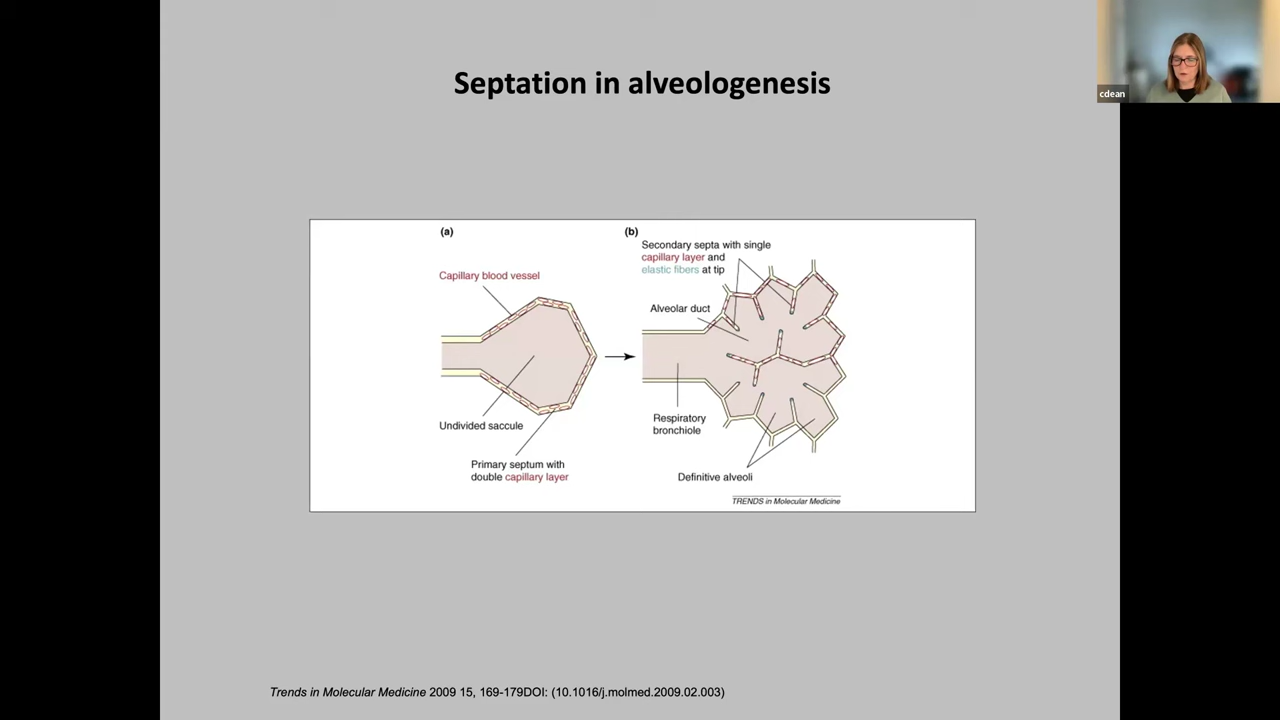 Septation in alveologenesis
cdean
(a)
Capillary blood vessel
Undivided saccule
Primary septum with
double capillary layer
(b)
Secondary septa with single
capillary layer and
elastic fibers at tip
Alveolar duct
Respiratory
bronchiole
Definitive alveoli
TRENDS in Molecular Medicine
Trends in Molecular Medicine 2009 15, 169-179DOI: (10.1016/j.molmed.2009.02.003)